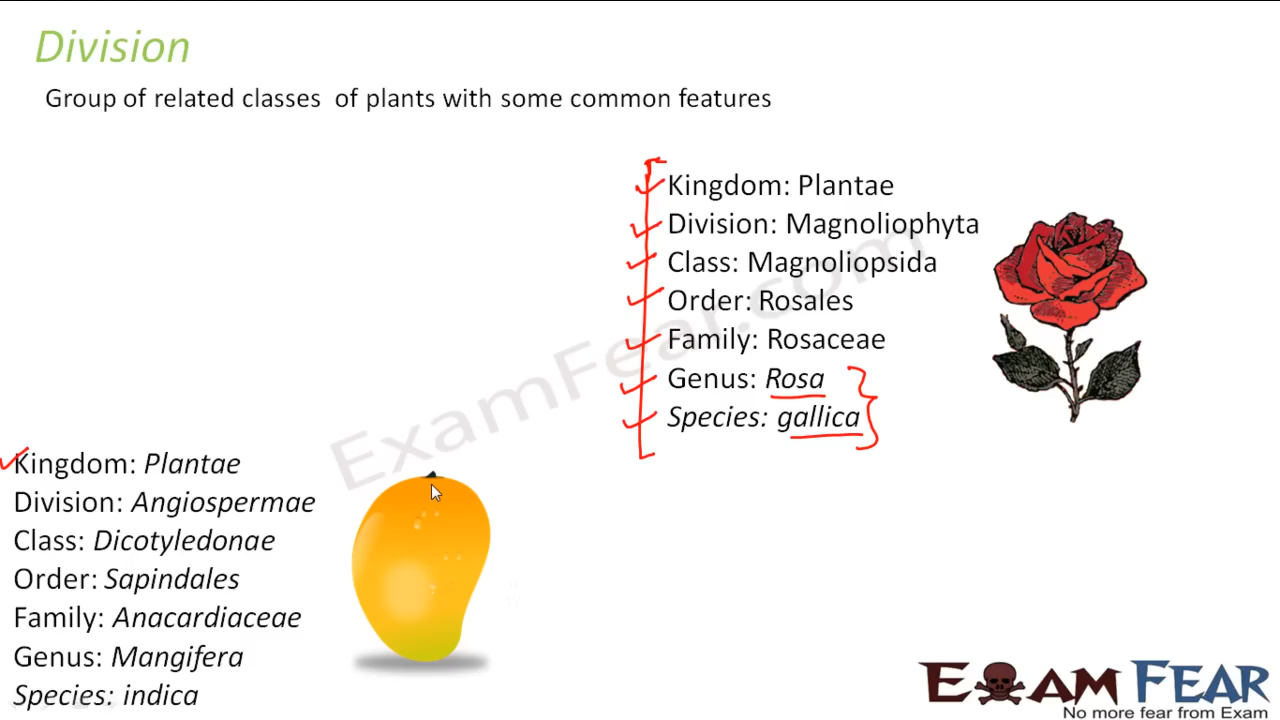 Division
Group of related classes of plants with some common features
Kingdom: Plantae
Division: Magnoliophyta
Class: Magnoliopsida
Order: Rosales
Family: Rosaceae
Genus: Rosa
Species: gallica
Kingdom: Plantae
Division: Angiospermae
Class: Dicotyledonae
Order: Sapindales
Family: Anacardiaceae
Genus: Mangifera
Species: indica
ExamFear.com
EXAM FEAR
No more fear from Exam